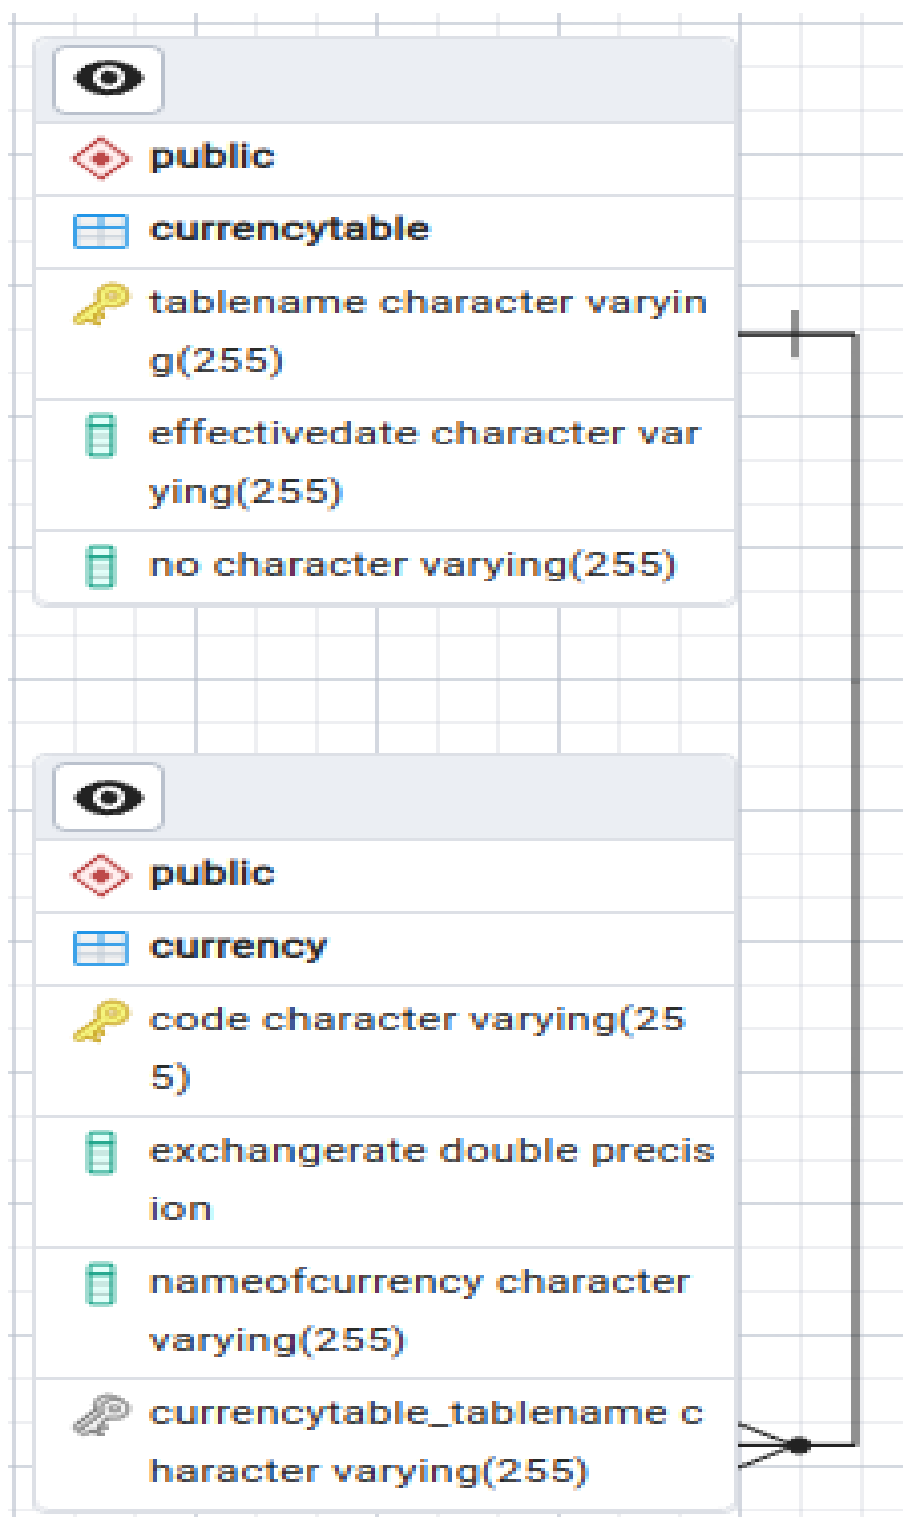 public
currencytable
tablename character varyin
g(255)
effectivedate character var
ying(255)
no character varying(255)
public
currency
code character varying(25
5)
exchangerate double precis
ion
nameofcurrency character
varying(255)
currencytable_tablename c
haracter varying(255)